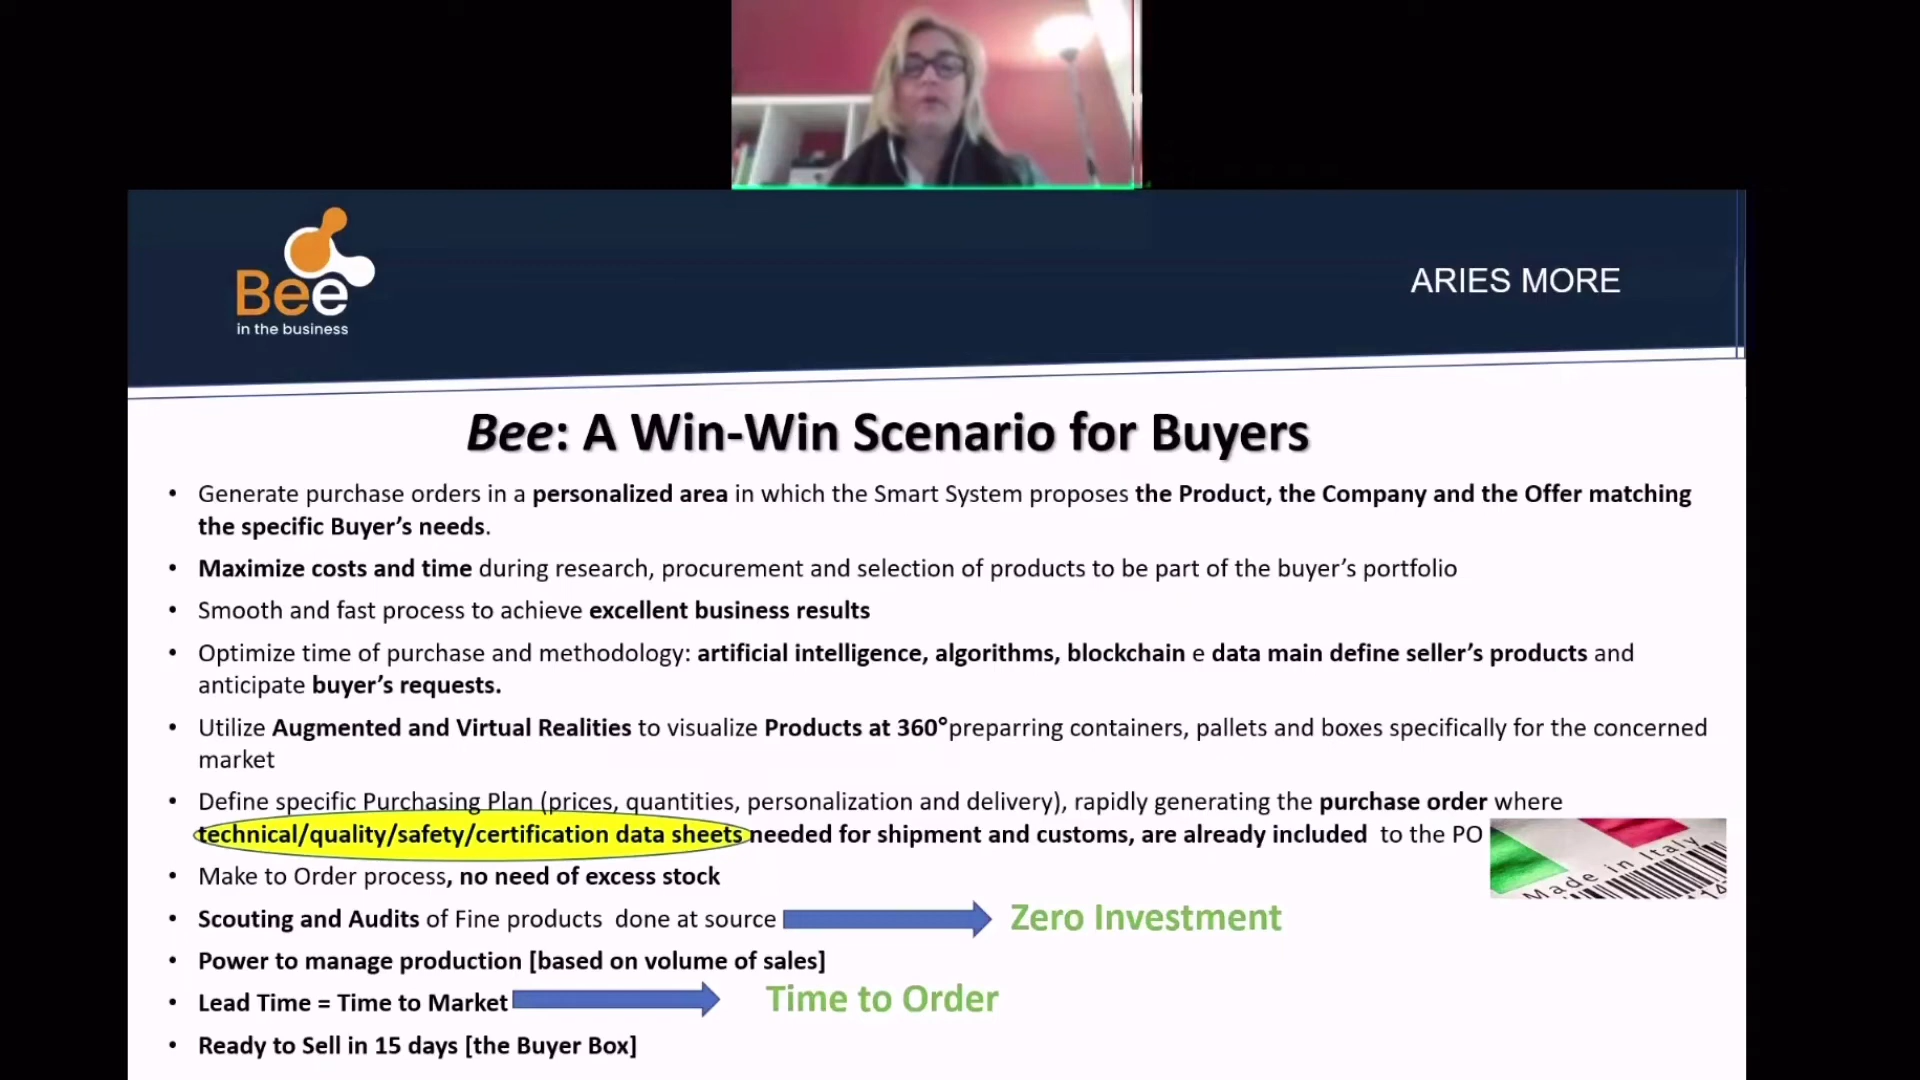 Bee
in the business
ARIES MORE
Bee: A Win-Win Scenario for Buyers
• Generate purchase orders in a personalized area in which the Smart System proposes the Product, the Company and the Offer matching
the specific Buyer’s needs.
• Maximize costs and time during research, procurement and selection of products to be part of the buyer’s portfolio
• Smooth and fast process to achieve excellent business results
• Optimize time of purchase and methodology: artificial intelligence, algorithms, blockchain e data main define seller’s products and
anticipate buyer’s requests.
• Utilize Augmented and Virtual Realities to visualize Products at 360°preparring containers, pallets and boxes specifically for the concerned
market
• Define specific Purchasing Plan (prices, quantities, personalization and delivery), rapidly generating the purchase order where
technical/quality/safety/certification data sheets needed for shipment and customs, are already included to the PO
Made in Italy
14
• Make to Order process, no need of excess stock
• Scouting and Audits of Fine products done at source
Zero Investment
• Power to manage production [based on volume of sales]
• Lead Time = Time to Market
Time to Order
• Ready to Sell in 15 days [the Buyer Box]